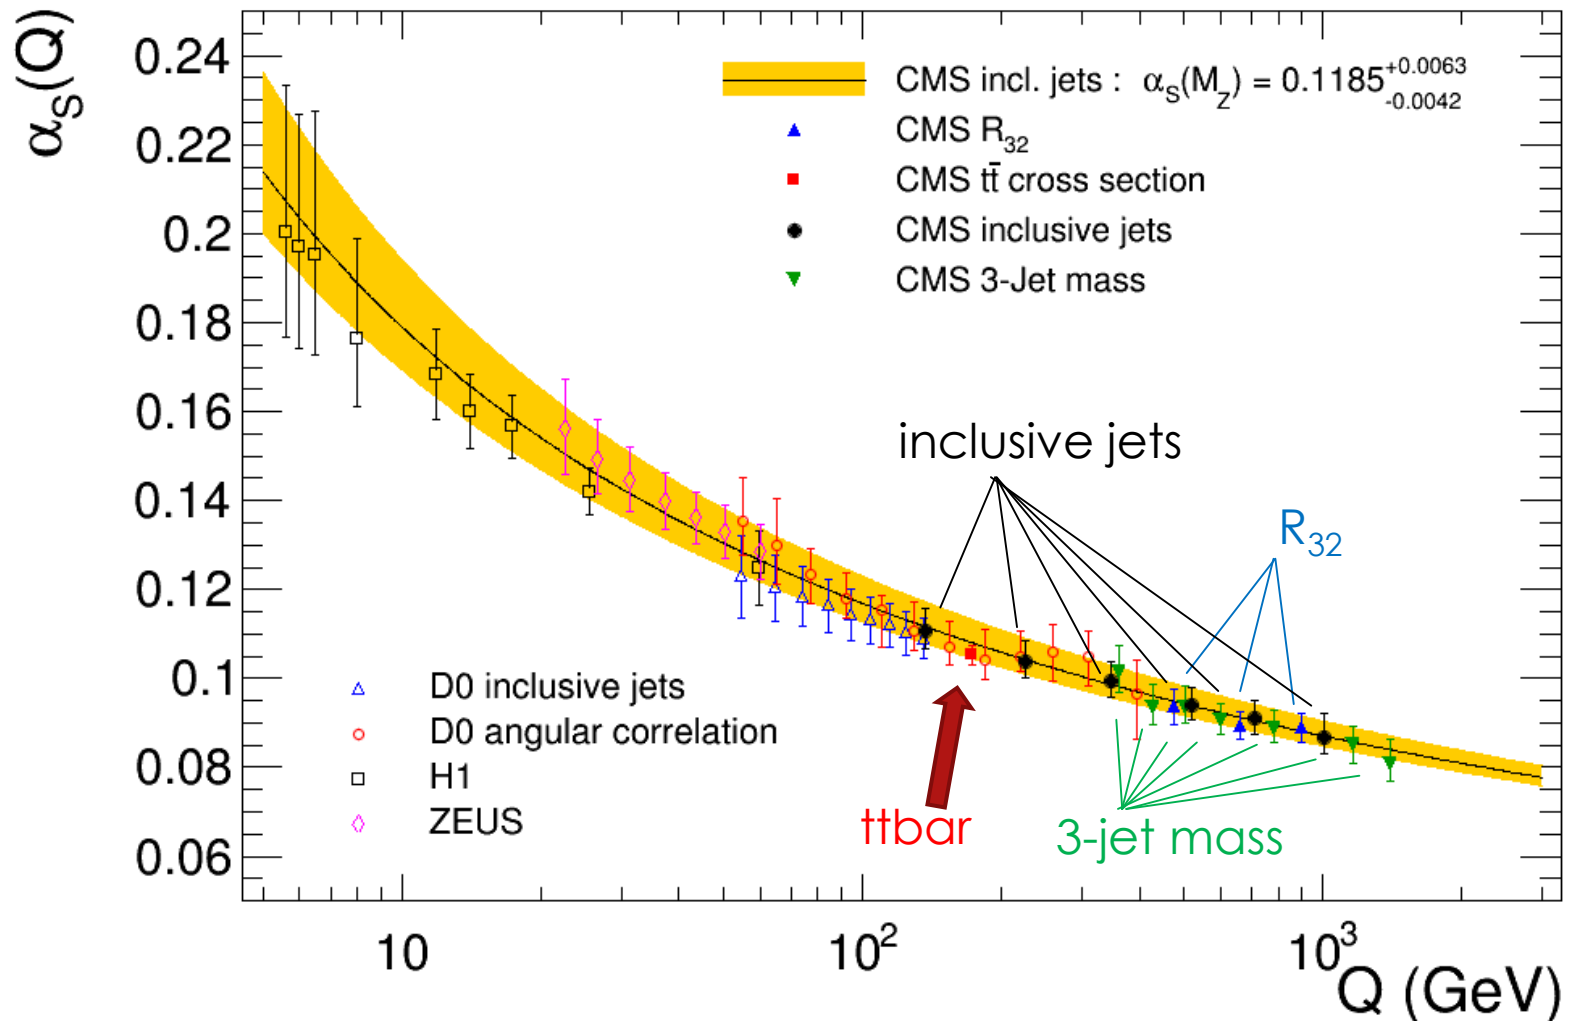 αS(Q)
0.24
0.22
0.2
0.18
0.16
0.14
0.12
0.1
0.08
0.06
CMS incl. jets : αS(MZ) = 0.1185 +0.0063 -0.0042
CMS R32
CMS tt̄ cross section
CMS inclusive jets
CMS 3-Jet mass
inclusive jets
R32
D0 inclusive jets
D0 angular correlation
H1
ZEUS
ttbar
3-jet mass
10
10²
10³
Q (GeV)